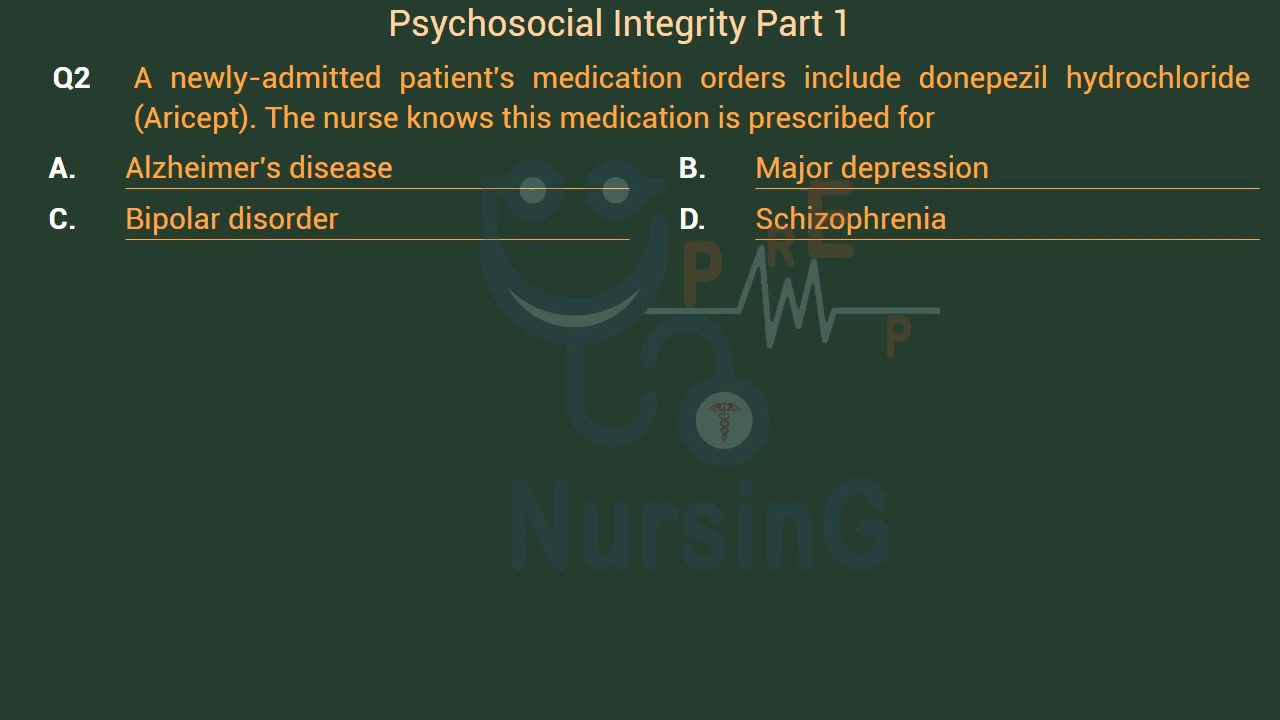 Psychosocial Integrity Part 1
Q2 A newly-admitted patient's medication orders include donepezil hydrochloride
(Aricept). The nurse knows this medication is prescribed for
A. Alzheimer's disease B. Major depression
C. Bipolar disorder D. Schizophrenia
PREP
NursinG